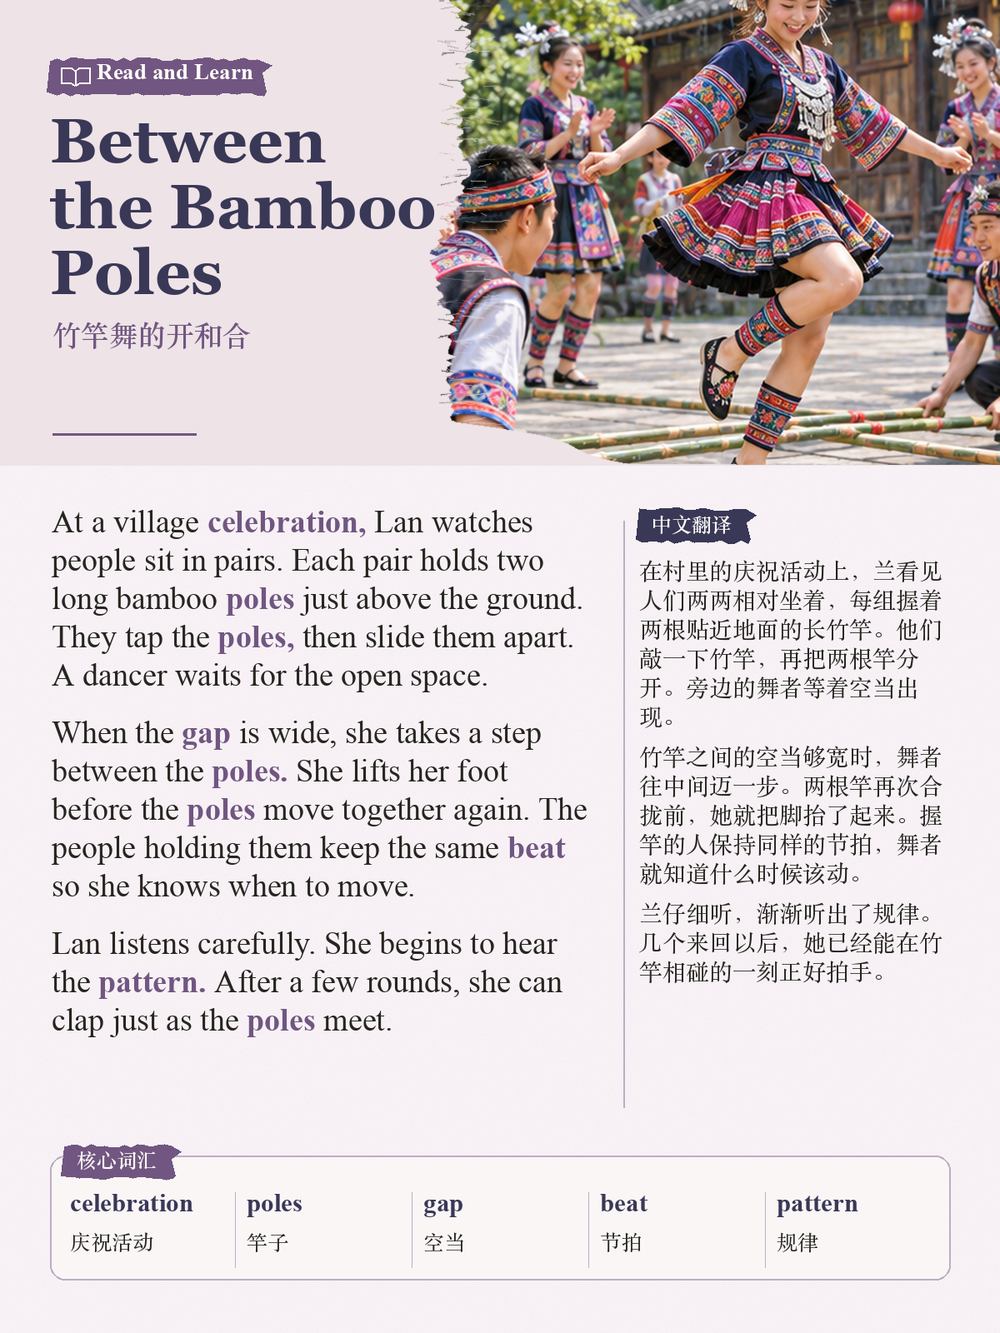 Read and Learn
Between
the Bamboo
Poles
竹竿舞的开和合
At a village celebration, Lan watches
people sit in pairs. Each pair holds two
long bamboo poles just above the ground.
They tap the poles, then slide them apart.
A dancer waits for the open space.
When the gap is wide, she takes a step
between the poles. She lifts her foot
before the poles move together again. The
people holding them keep the same beat
so she knows when to move.
Lan listens carefully. She begins to hear
the pattern. After a few rounds, she can
clap just as the poles meet.
中文翻译
在村里的庆祝活动上，兰看见
人们两两相对坐着，每组握着
两根贴近地面的长竹竿。他们
敲一下竹竿，再把两根竿分
开。旁边的舞者等着空当出
现。
竹竿之间的空当够宽时，舞者
往中间迈一步。两根竿再次合
拢前，她就把脚抬了起来。握
竿的人保持同样的节拍，舞者
就知道什么时候该动。
兰仔细听，渐渐听出了规律。
几个来回以后，她已经能在竹
竿相碰的一刻正好拍手。
核心词汇
celebration
庆祝活动
poles
竿子
gap
空当
beat
节拍
pattern
规律